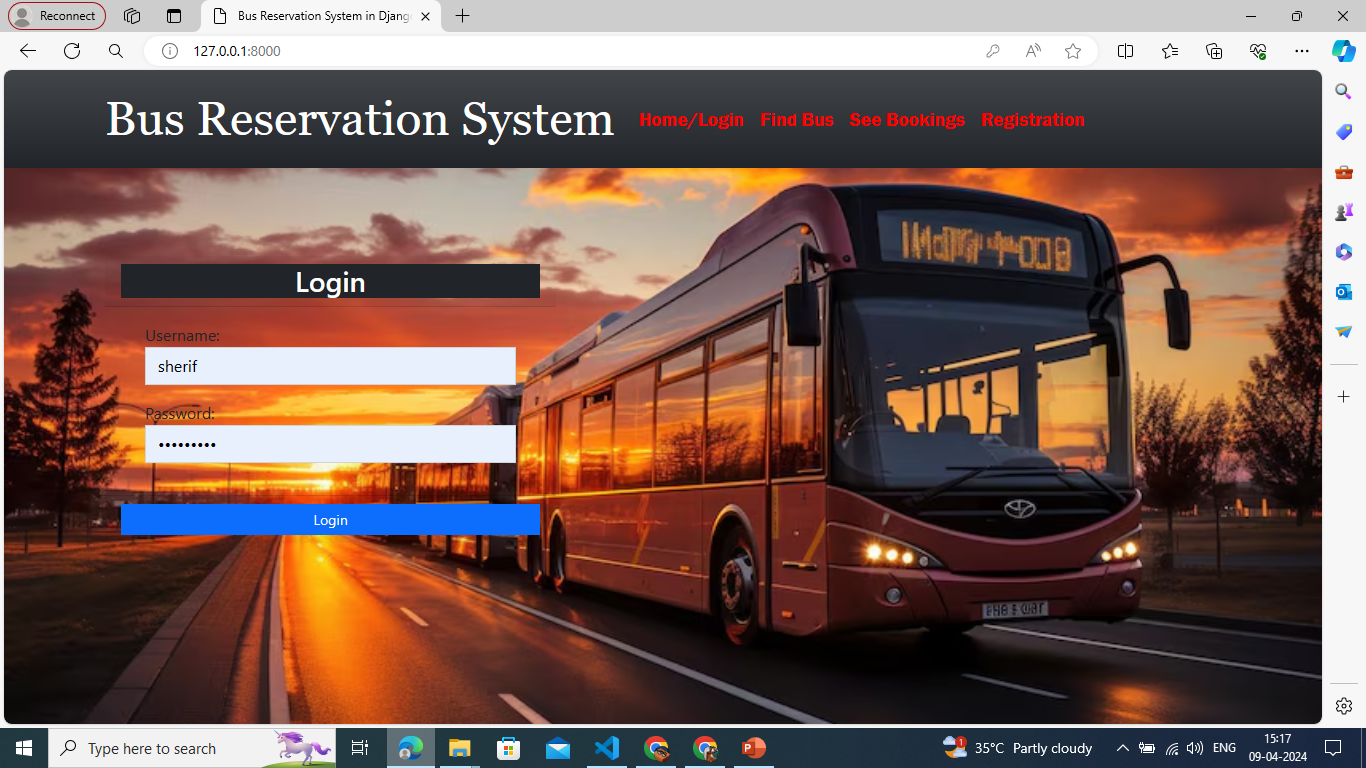 Reconnect
Bus Reservation System in Djang
127.0.0.1:8000
Bus Reservation System
Home/Login
Find Bus
See Bookings
Registration
Login
Username:
sherif
Password:
•••••••••
Login
Type here to search
1
35°C Partly cloudy
ENG
15:17
09-04-2024